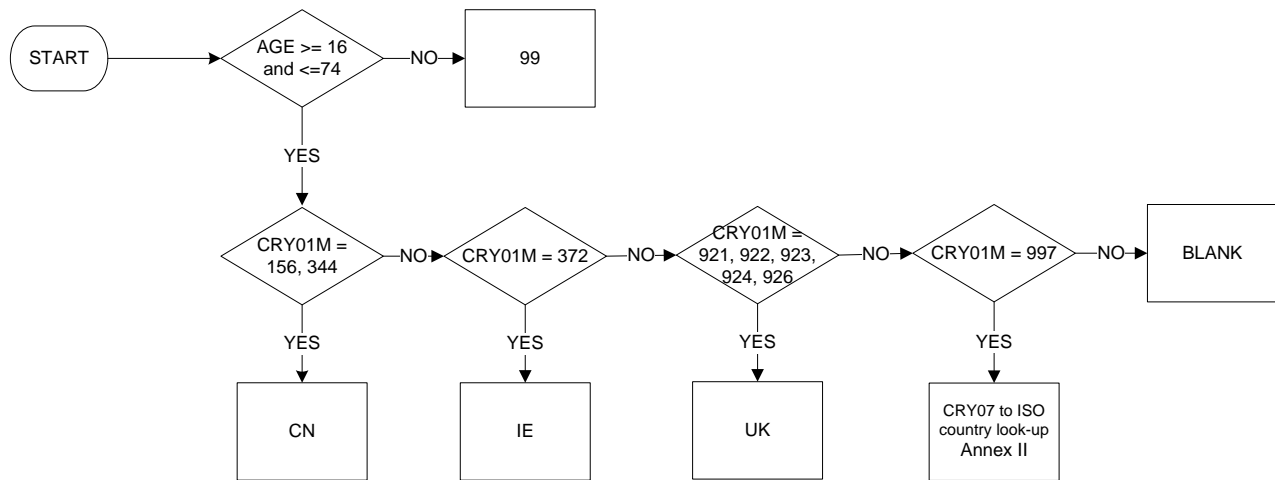 START
AGE >= 16
and <=74
NO
99
YES
CRY01M =
156, 344
NO
CRY01M = 372
NO
CRY01M =
921, 922, 923,
924, 926
NO
CRY01M = 997
NO
BLANK
YES
YES
YES
YES
CN
IE
UK
CRY07 to ISO
country look-up
Annex II